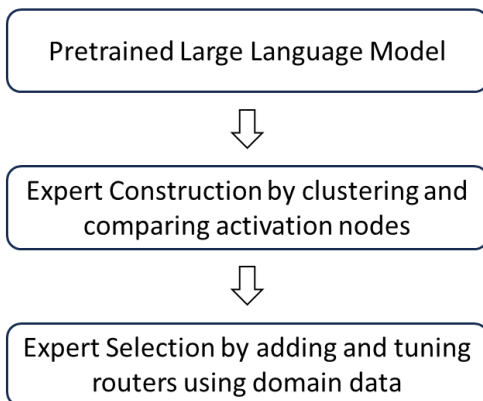 Pretrained Large Language Model
Expert Construction by clustering and
comparing activation nodes
Expert Selection by adding and tuning
routers using domain data